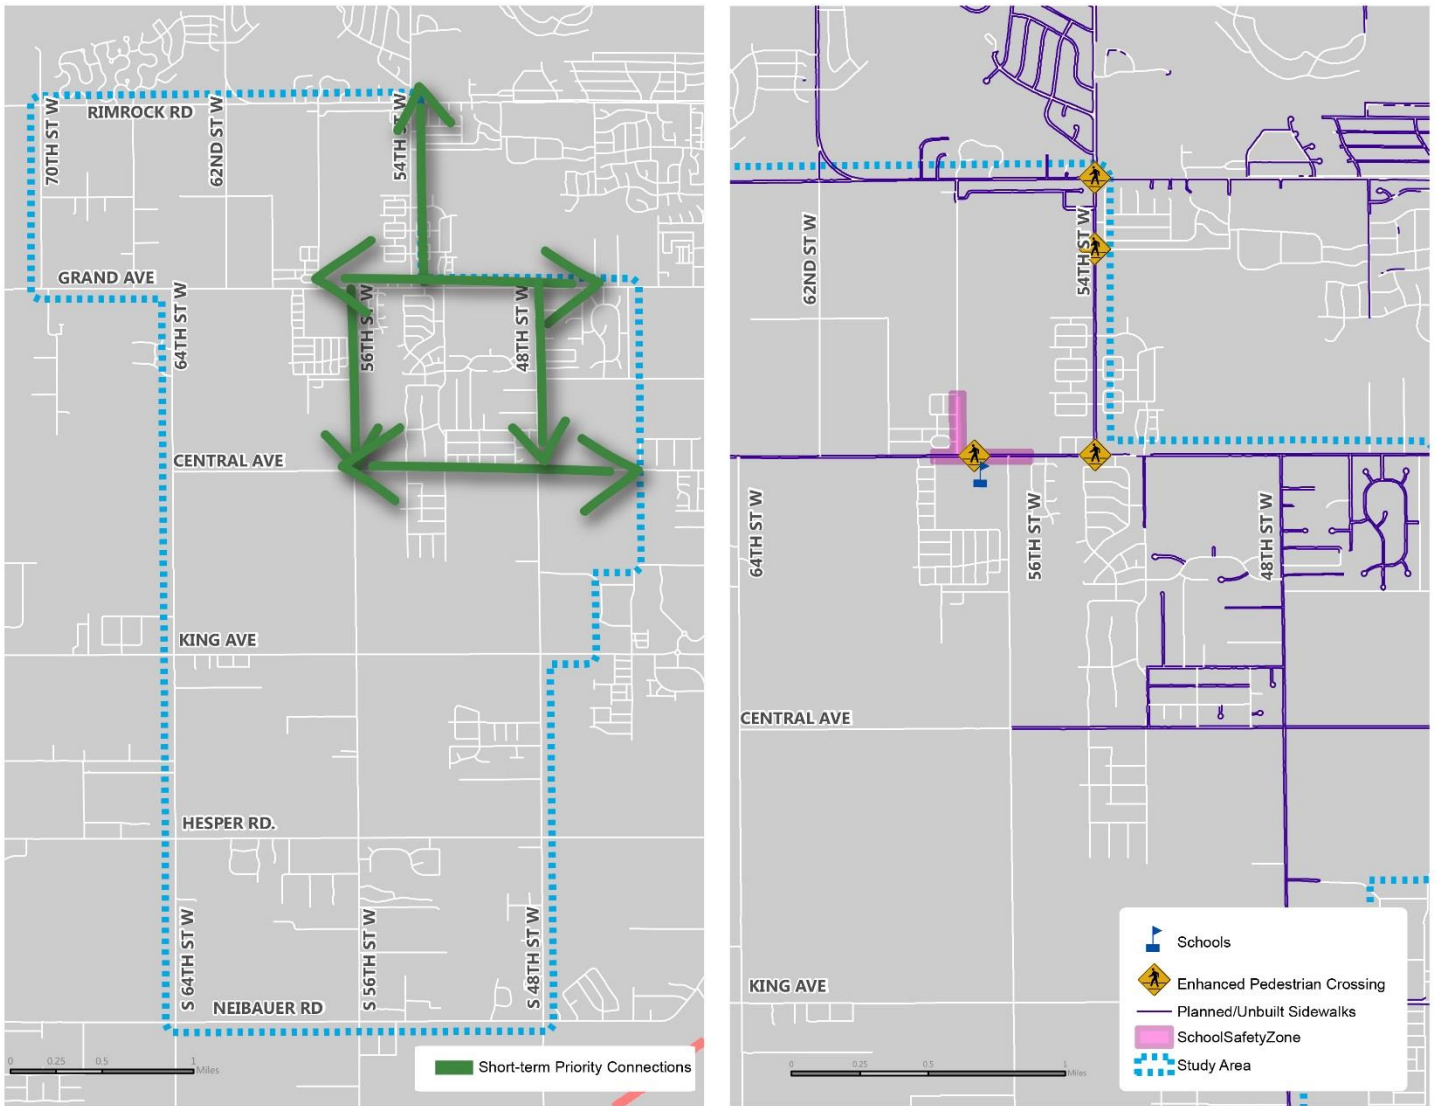 RIMROCK RD
70TH ST W
62ND ST W
54TH ST W
GRAND AVE
64TH ST W
56TH ST W
48TH ST W
CENTRAL AVE
KING AVE
HESPER RD.
S 64TH ST W
S 56TH ST W
S 48TH ST W
NEIBAUER RD
0 0.25 0.5 1
Miles
Short-term Priority Connections
62ND ST W
54TH ST W
64TH ST W
56TH ST W
48TH ST W
CENTRAL AVE
KING AVE
0 0.25 0.5 1
Miles
Schools
Enhanced Pedestrian Crossing
Planned/Unbuilt Sidewalks
SchoolSafetyZone
Study Area